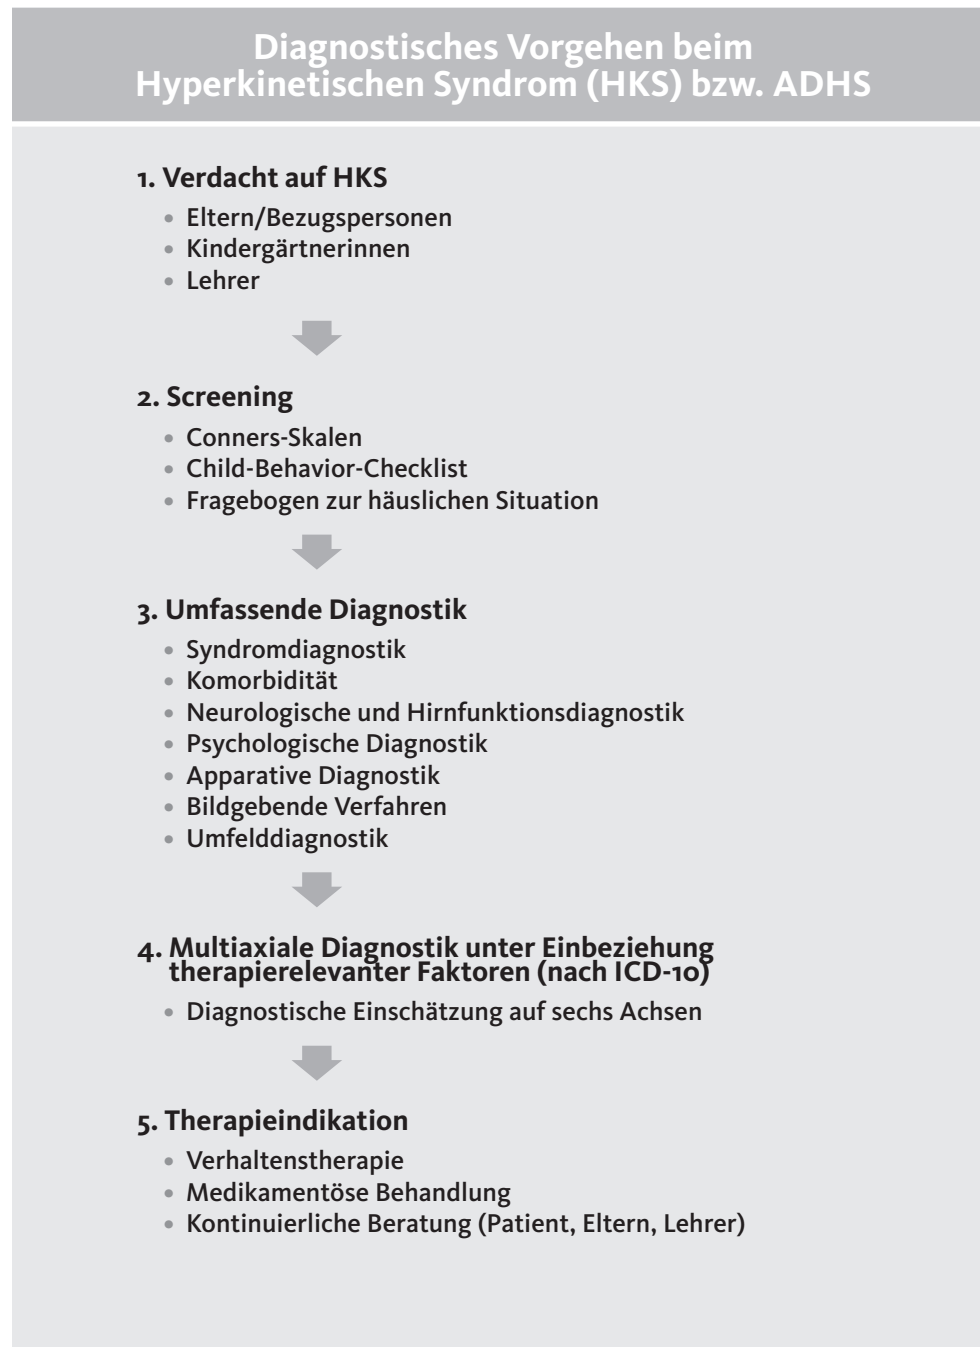 Diagnostisches Vorgehen beim
Hyperkinetischen Syndrom (HKS) bzw. ADHS
1. Verdacht auf HKS
• Eltern/Bezugspersonen
• Kindergärtnerinnen
• Lehrer
2. Screening
• Conners-Skalen
• Child-Behavior-Checklist
• Fragebogen zur häuslichen Situation
3. Umfassende Diagnostik
• Syndromdiagnostik
• Komorbidität
• Neurologische und Hirnfunktionsdiagnostik
• Psychologische Diagnostik
• Apparative Diagnostik
• Bildgebende Verfahren
• Umfelddiagnostik
4. Multiaxiale Diagnostik unter Einbeziehung
therapierelevanter Faktoren (nach ICD-10)
• Diagnostische Einschätzung auf sechs Achsen
5. Therapieindikation
• Verhaltenstherapie
• Medikamentöse Behandlung
• Kontinuierliche Beratung (Patient, Eltern, Lehrer)